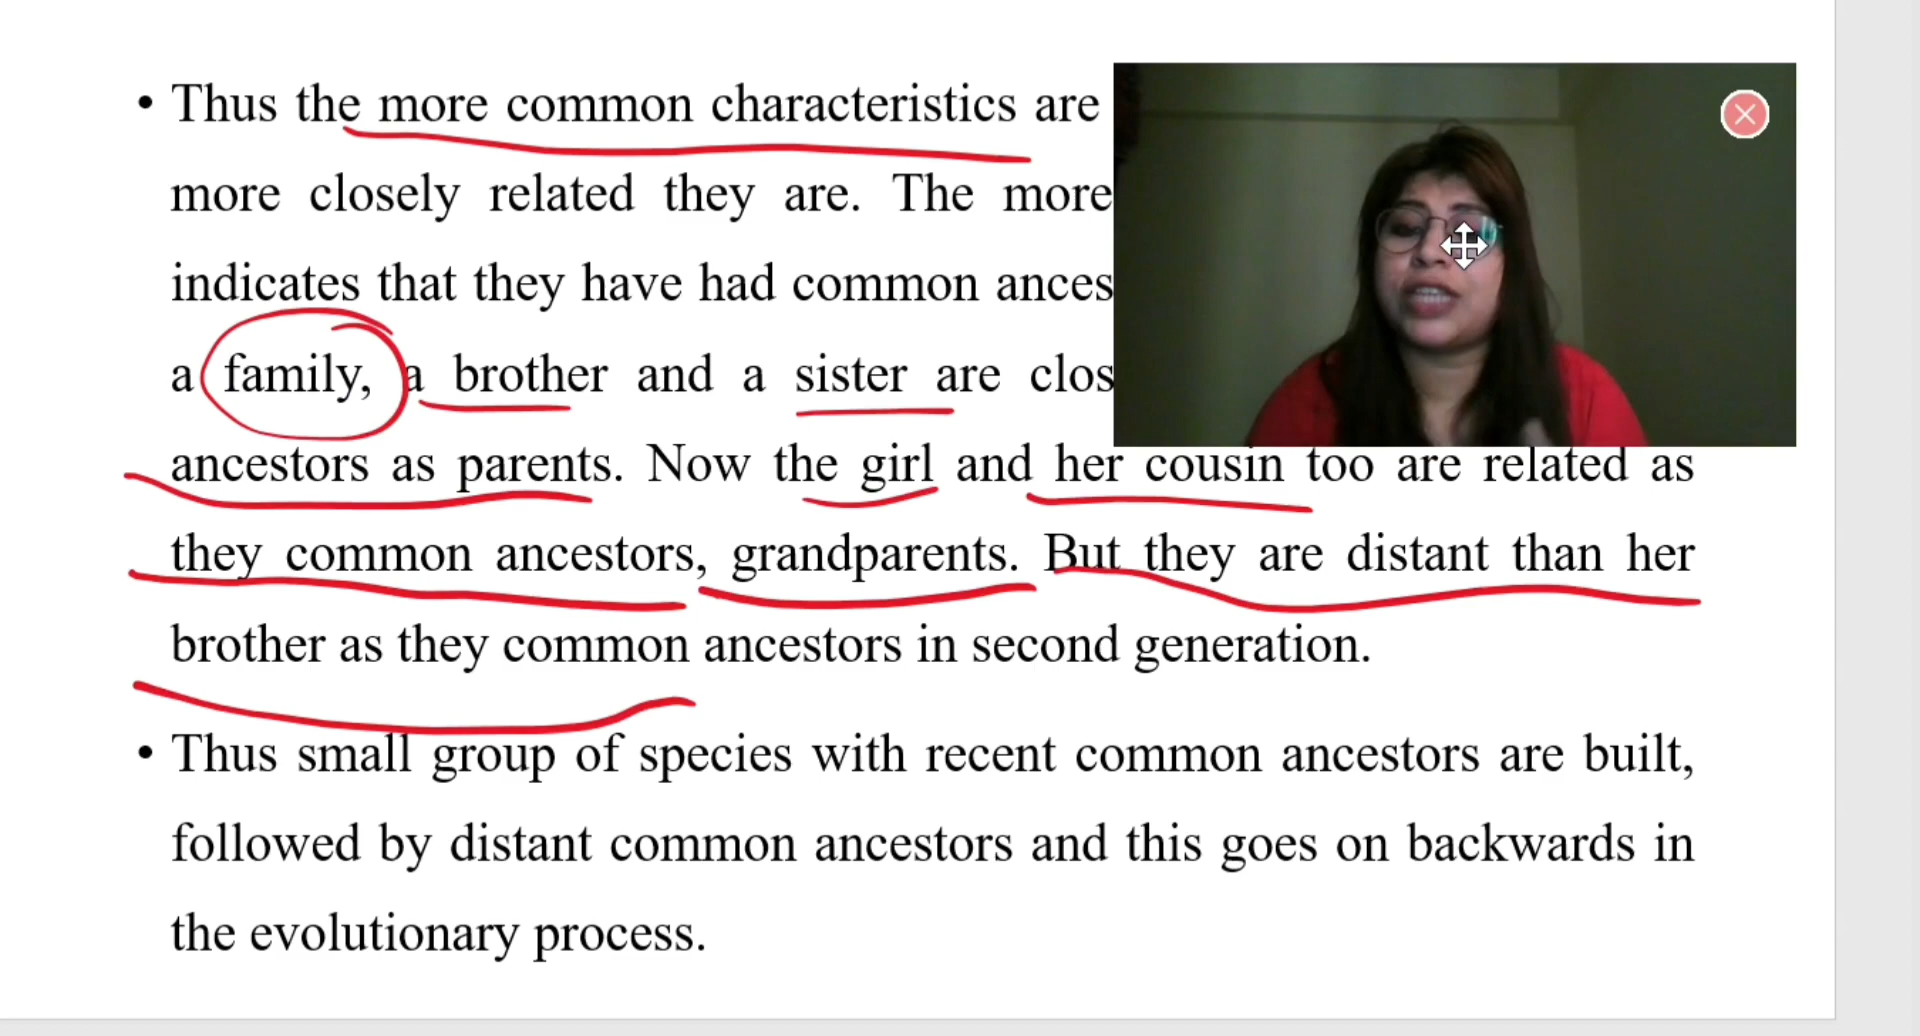 • Thus the more common characteristics are
more closely related they are. The more
indicates that they have had common ances
a family, a brother and a sister are clos
ancestors as parents. Now the girl and her cousin too are related as
they common ancestors, grandparents. But they are distant than her
brother as they common ancestors in second generation.
• Thus small group of species with recent common ancestors are built,
followed by distant common ancestors and this goes on backwards in
the evolutionary process.